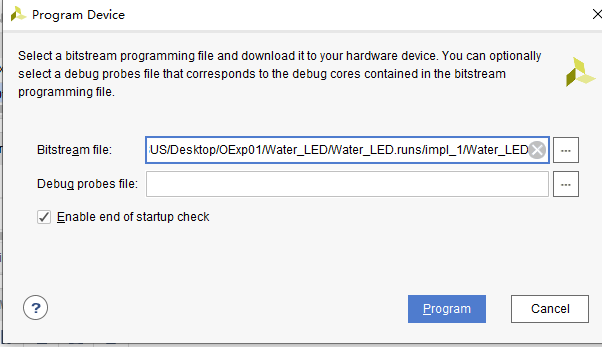 Program Device
Select a bitstream programming file and download it to your hardware device. You can optionally
select a debug probes file that corresponds to the debug cores contained in the bitstream
programming file.
Bitstream file: US/Desktop/OExp01/Water_LED/Water_LED.runs/impl_1/Water_LED ...
Debug probes file: ...
Enable end of startup check
? Program Cancel